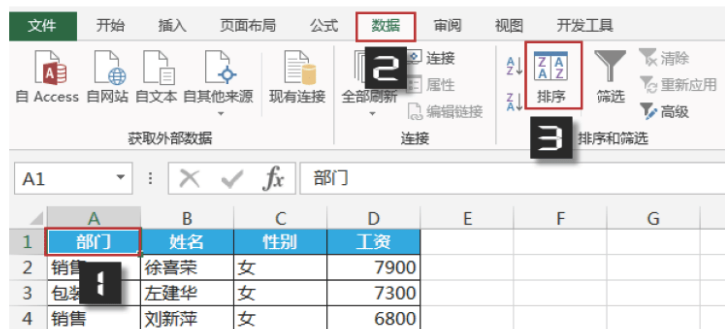 文件 开始 插入 页面布局 公式 数据 审阅 视图 开发工具
自 Access 自网站 自文本 自其他来源 现有连接 全部刷新 连接 属性 编辑链接 排序 筛选 清除 重新应用 高级
获取外部数据 连接 排序和筛选
2
3
A1 fx 部门
A B C D E F G
1 部门 姓名 性别 工资
2 销售 徐喜荣 女 7900
3 包装 左建华 女 7300
4 销售 刘新萍 女 6800
1